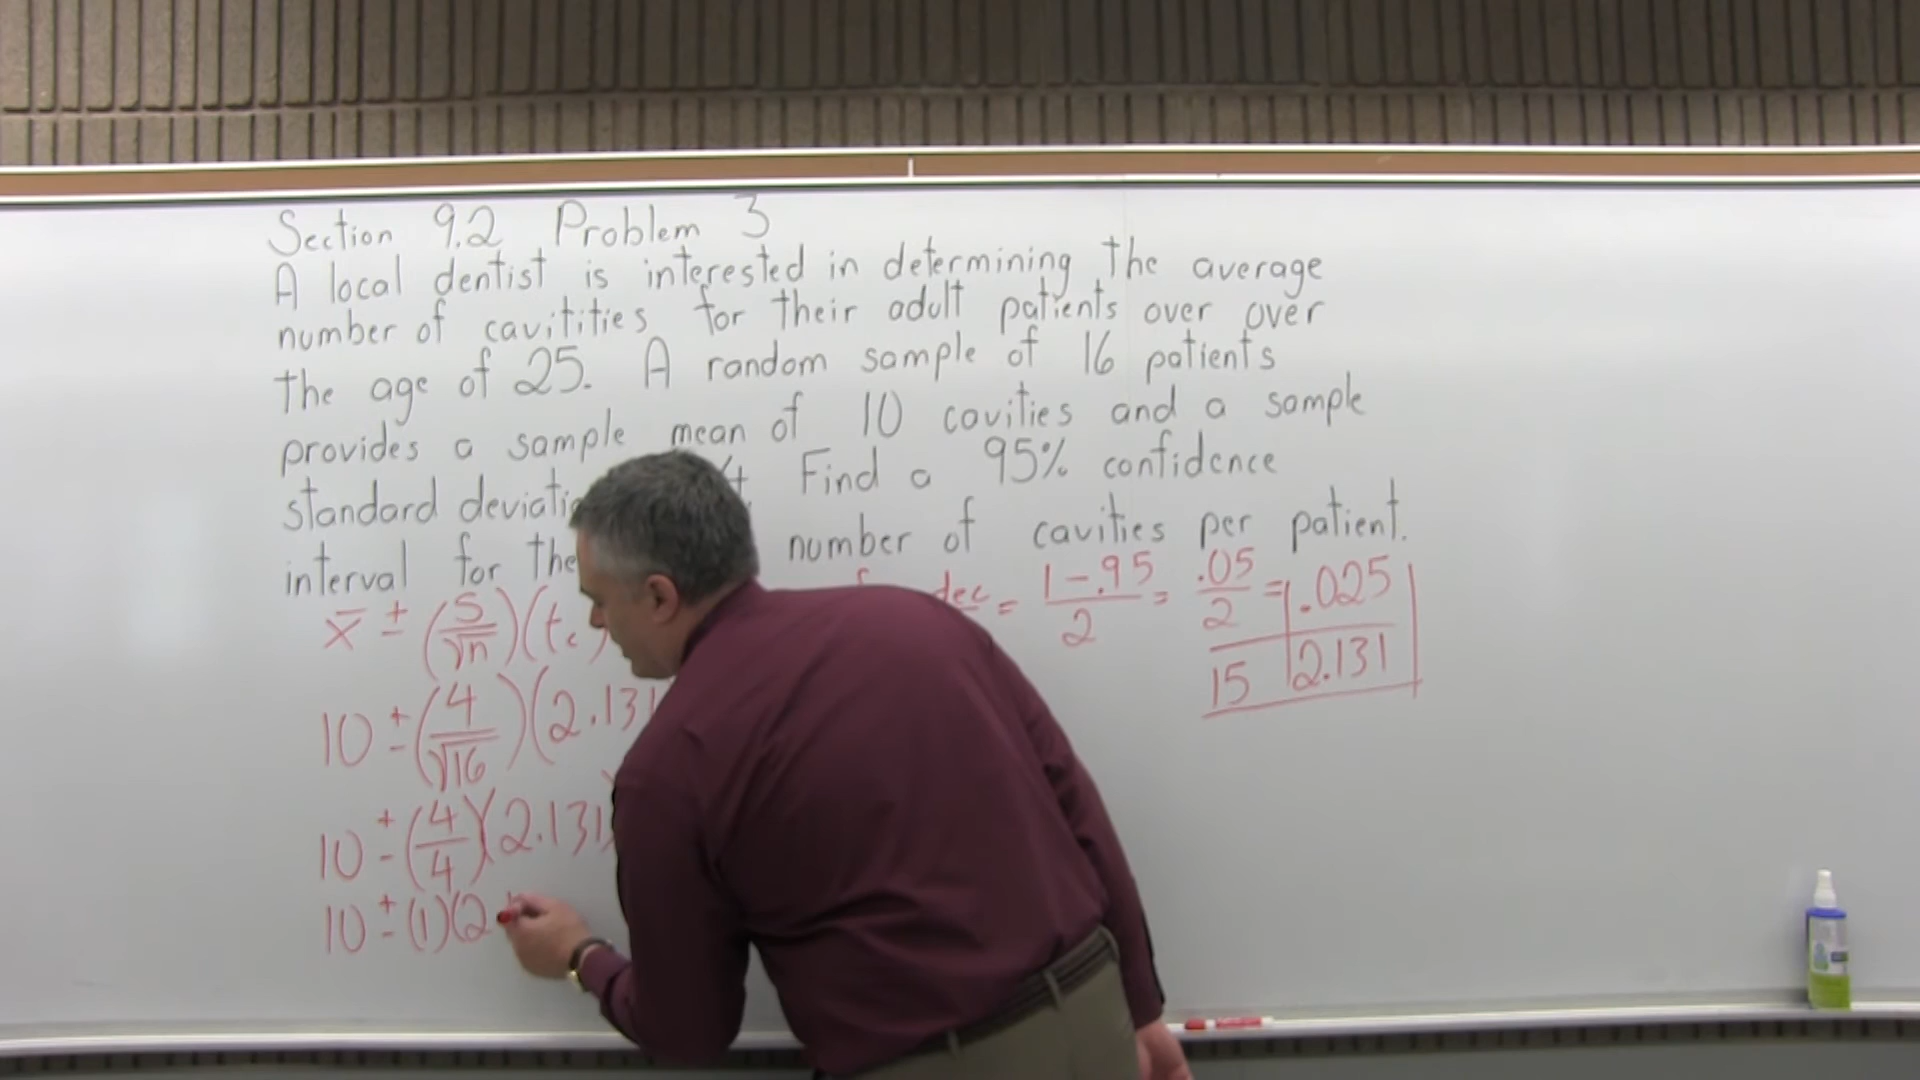 Section 9.2 Problem 3
A local dentist is interested in determining the average
number of cavitities for their adult patients over over
the age of 25. A random sample of 16 patients
provides a sample mean of 10 cavities and a sample
standard 4. Find a 95% confidence
interval for the number of cavities per patient.
x̄ ± (s/√n)(tc) dec = (1-.95)/2 = .05/2 = .025
15 2.131
10 ± (4/√16)(2.131
10 ± (4/4)(2.131)
10 ± (1)(2.